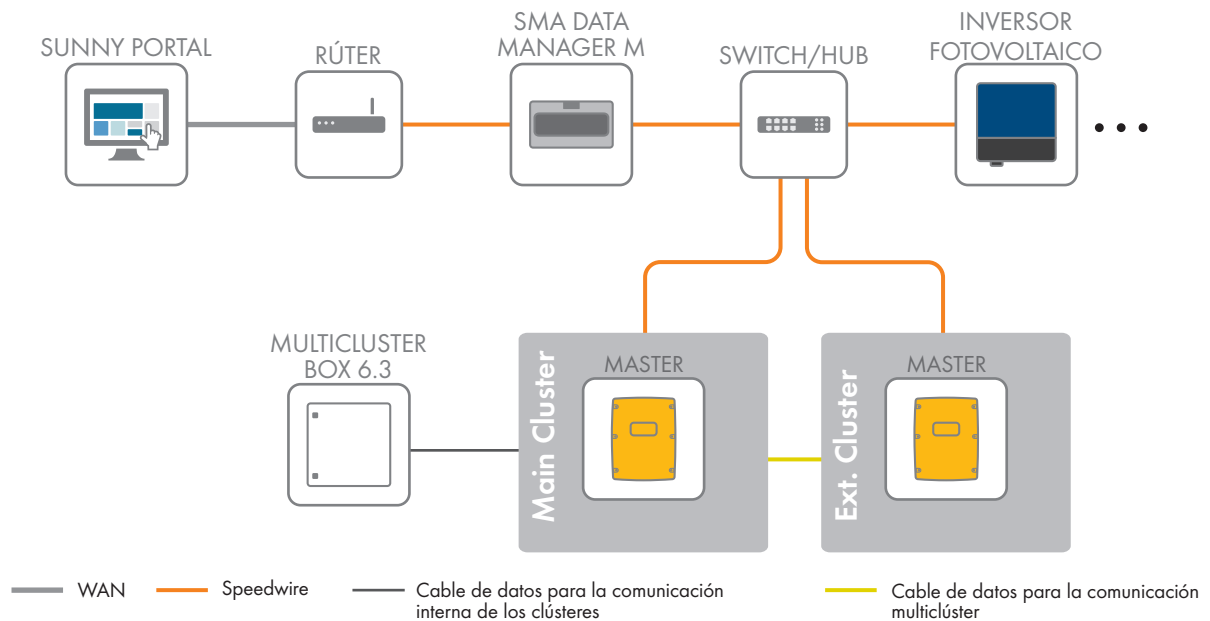 SUNNY PORTAL
RÚTER
SMA DATA
MANAGER M
SWITCH/HUB
INVERSOR
FOTOVOLTAICO
MULTICLUSTER
BOX 6.3
Main Cluster
MASTER
Ext. Cluster
MASTER
WAN
Speedwire
Cable de datos para la comunicación
interna de los clústeres
Cable de datos para la comunicación
multiclúster